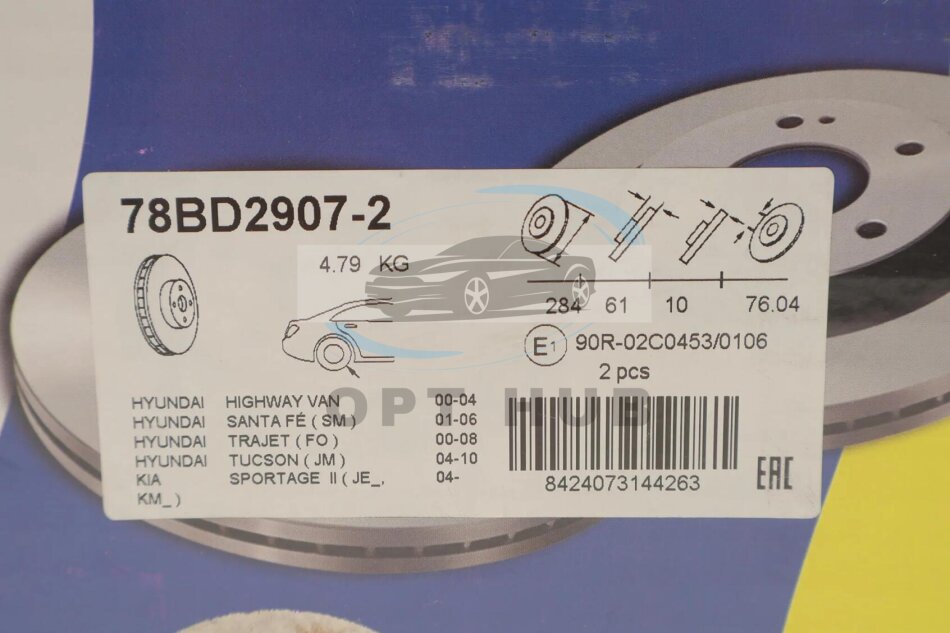 78BD2907-2
4.79 KG
284 61 10 76.04
E1 90R-02C0453/0106
2 pcs
OPT HUB
HYUNDAI HIGHWAY VAN 00-04
HYUNDAI SANTA FÉ ( SM ) 01-06
HYUNDAI TRAJET ( FO ) 00-08
HYUNDAI TUCSON ( JM ) 04-10
KIA SPORTAGE II ( JE_, 04-
KM_ )
8424073144263
EAC